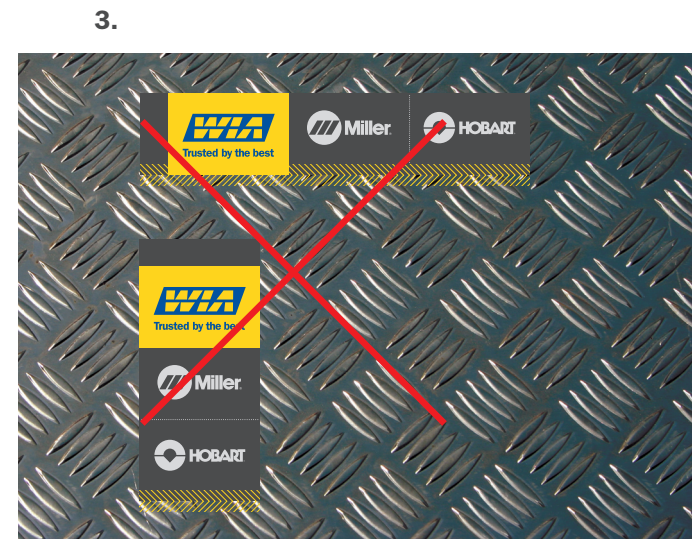 3.
WIA
Trusted by the best
Miller
HOBART
WIA
Trusted by the best
Miller
HOBART